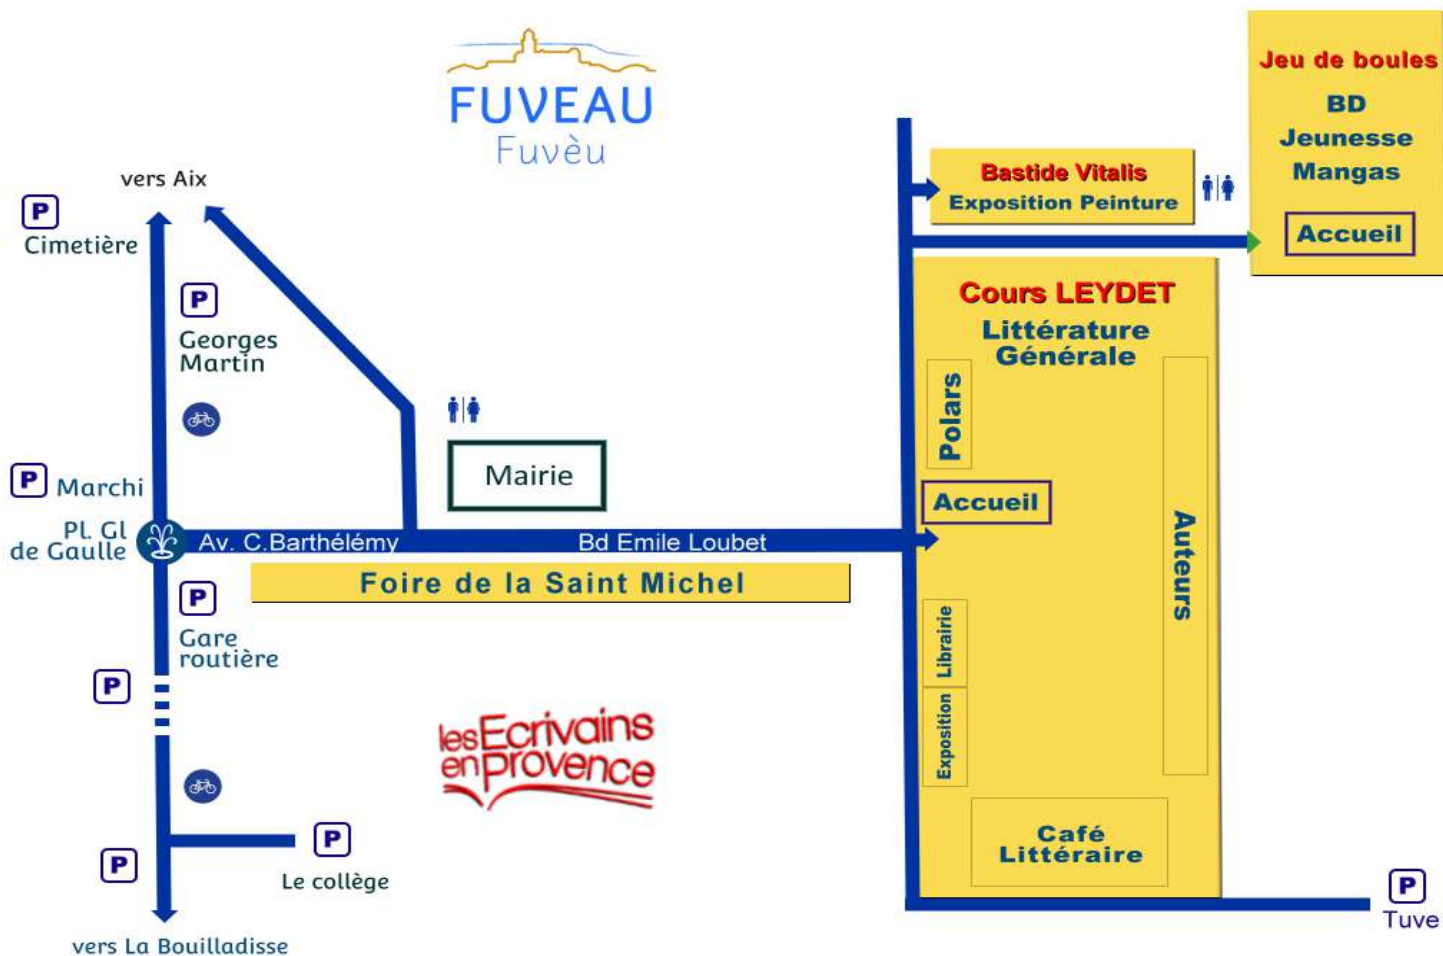 FUVEAU
Fuvèu
vers Aix
P
Cimetière
P
Georges
Martin
P
Marchi
Pl. Gl
de Gaulle
Av. C.Barthélémy
Bd Emile Loubet
Mairie
Foire de la Saint Michel
P
Gare
routière
P
les Ecrivains
en provence
P
P
Le collège
vers La Bouilladisse
Bastide Vitalis
Exposition Peinture
Jeu de boules
BD
Jeunesse
Mangas
Accueil
Cours LEYDET
Littérature
Générale
Polars
Accueil
Auteurs
Librairie
Exposition
Café
Littéraire
P
Tuve